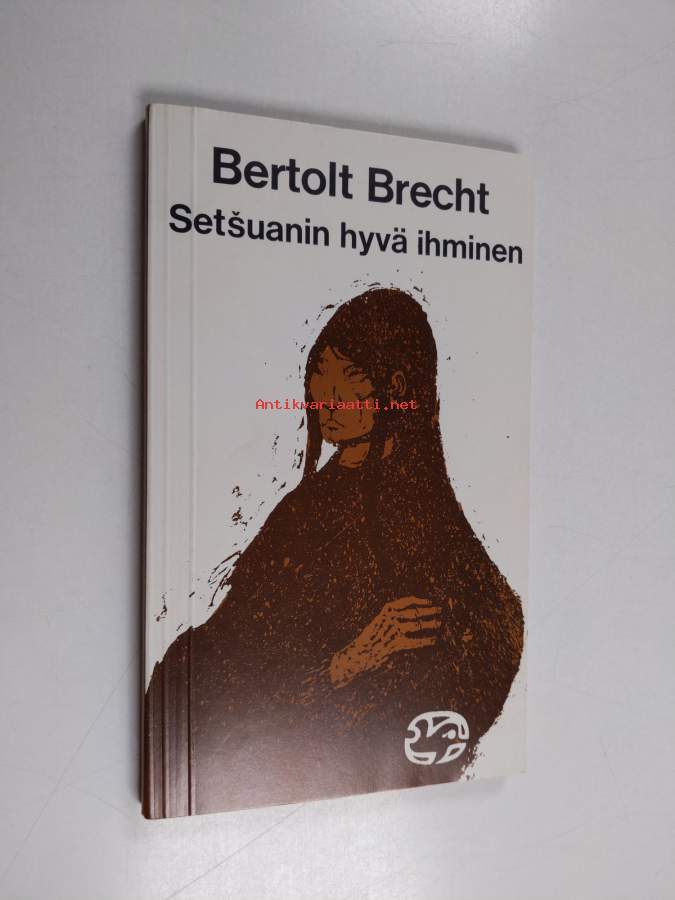 Bertolt Brecht
Setšuanin hyvä ihminen
Antikvariaatti.net